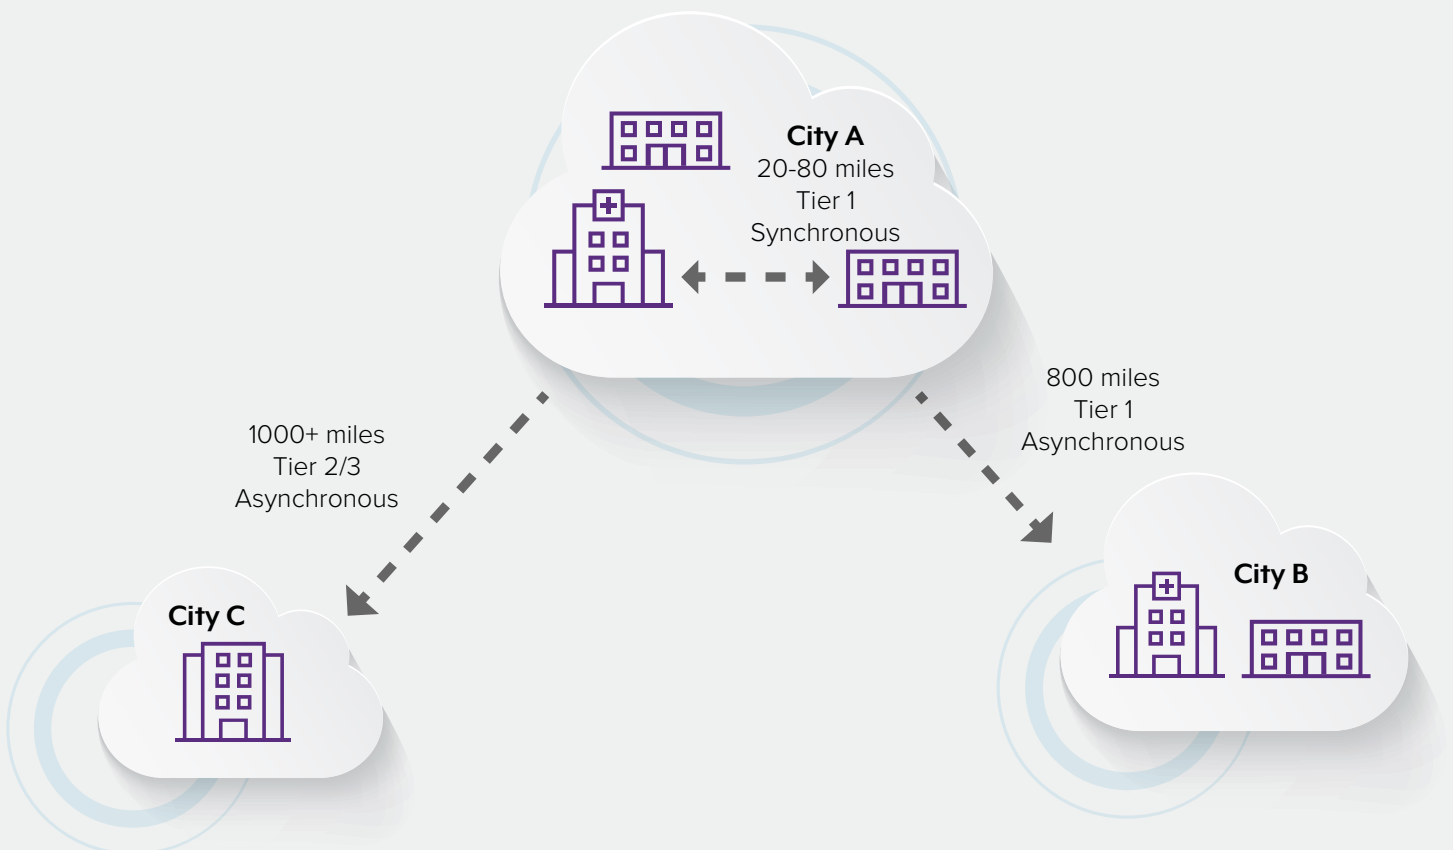 City A
20-80 miles
Tier 1
Synchronous
800 miles
Tier 1
Asynchronous
1000+ miles
Tier 2/3
Asynchronous
City B
City C